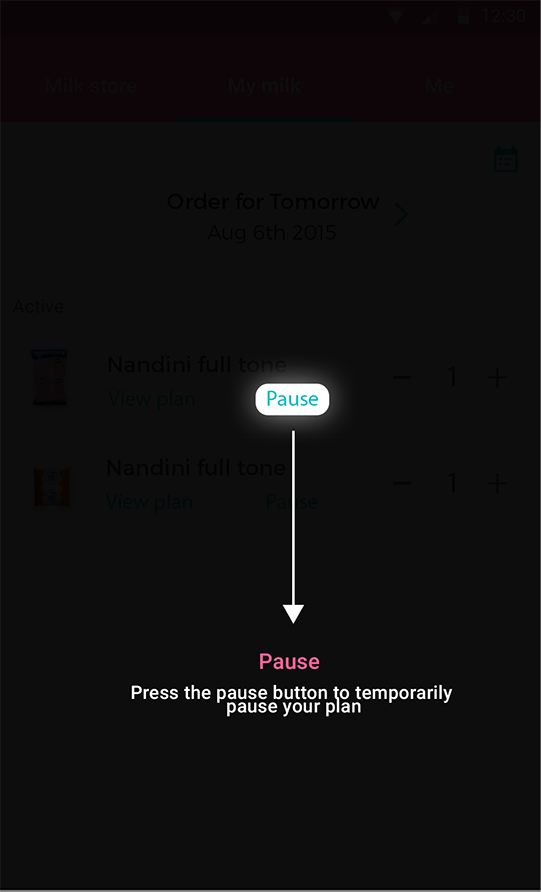 12:30
Milk store My milk Me
Order for Tomorrow
Aug 6th 2015
Active
Nandini full tone
View plan Pause
1
Nandini full tone
View plan Pause
1
Pause
Press the pause button to temporarily
pause your plan